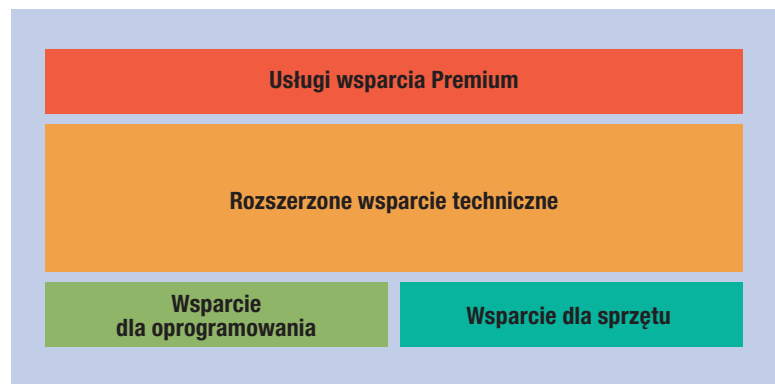 Usługi wsparcia Premium
Rozszerzone wsparcie techniczne
Wsparcie
dla oprogramowania
Wsparcie dla sprzętu